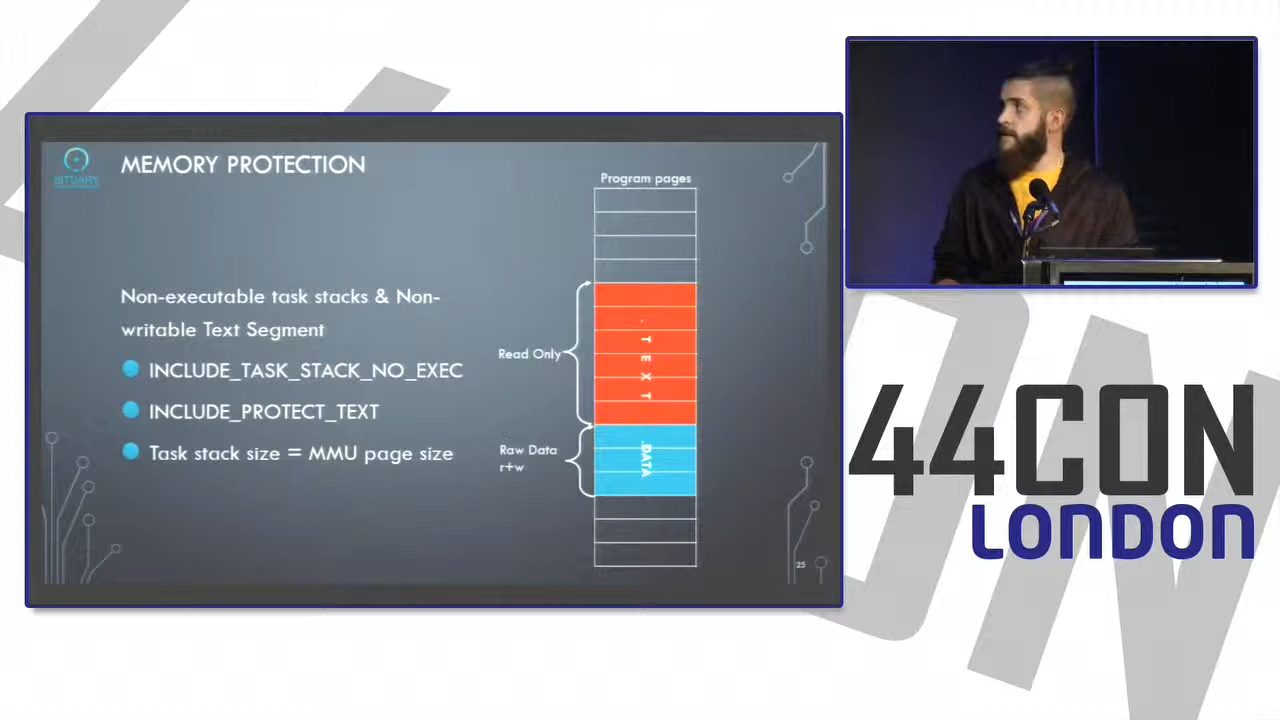 ISTUARY
MEMORY PROTECTION
Program pages
Non-executable task stacks & Non-
writable Text Segment
INCLUDE_TASK_STACK_NO_EXEC
INCLUDE_PROTECT_TEXT
Task stack size = MMU page size
Read Only
.TEXT
Raw Data
r+w
.DATA
25
44CON
LONDON